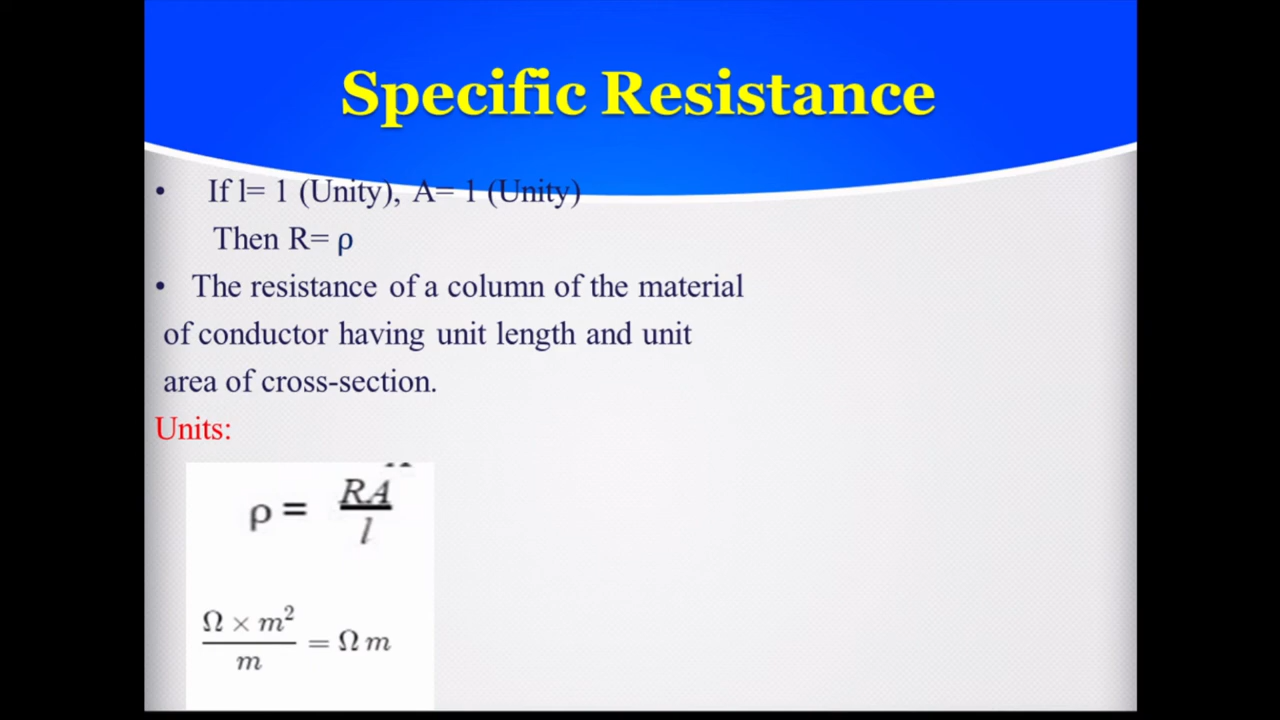 Specific Resistance
• If l= 1 (Unity), A= 1 (Unity)
Then R= ρ
• The resistance of a column of the material
of conductor having unit length and unit
area of cross-section.
Units:
ρ = RA / l
Ω × m² / m = Ω m